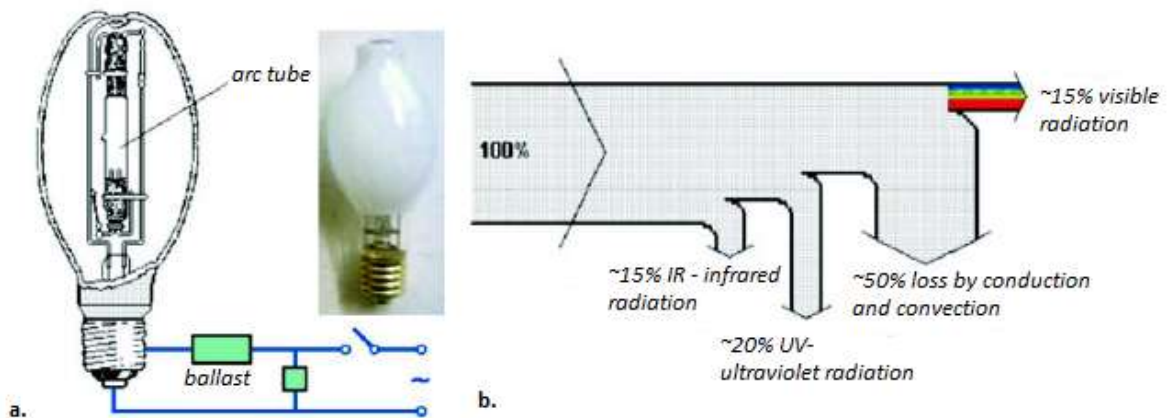 arc tube
ballast
~
a.
100%
~15% visible
radiation
~15% IR - infrared
radiation
~50% loss by conduction
and convection
~20% UV-
ultraviolet radiation
b.